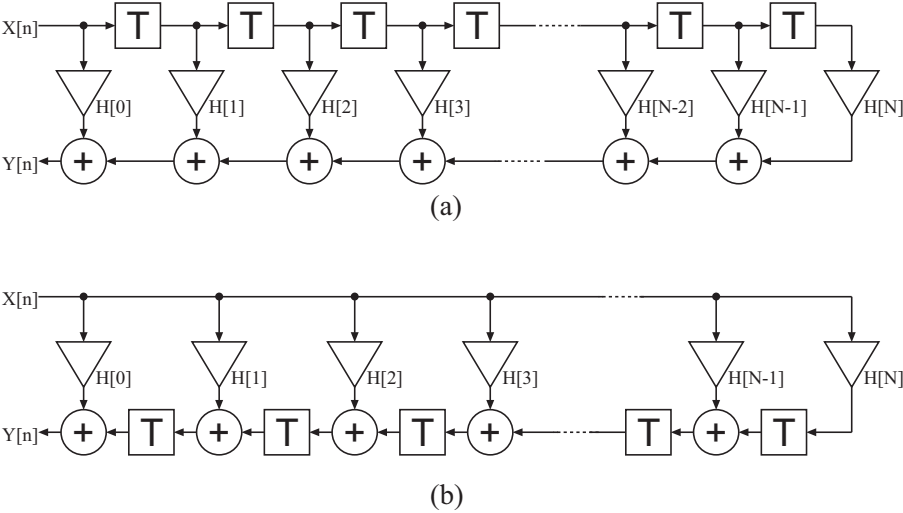 X[n] T T T T T T
H[0] H[1] H[2] H[3] H[N-2] H[N-1] H[N]
Y[n] + + + + + +
(a)
X[n]
H[0] H[1] H[2] H[3] H[N-1] H[N]
Y[n] + T + T + T + T + T
(b)